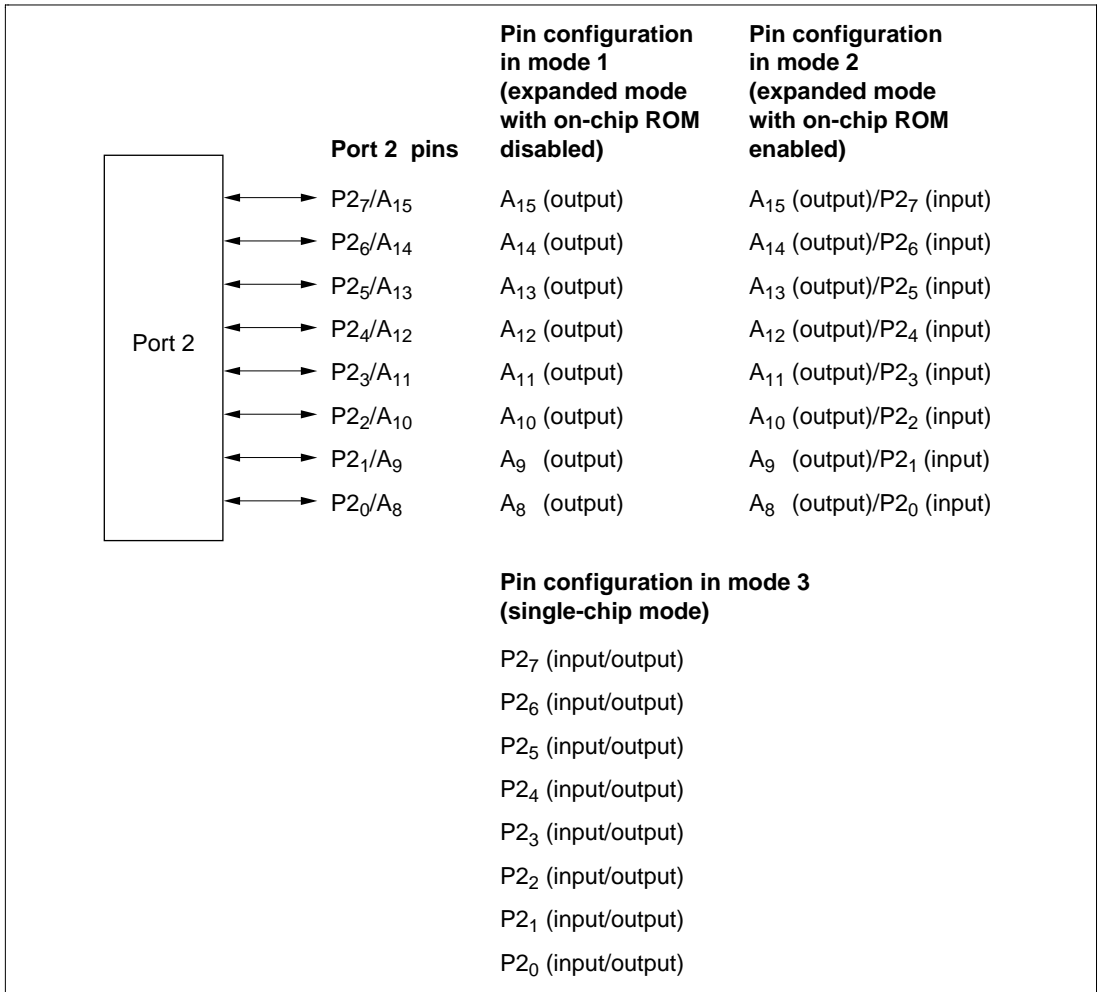 Pin configuration
in mode 1
(expanded mode
with on-chip ROM
disabled)
Pin configuration
in mode 2
(expanded mode
with on-chip ROM
enabled)
Port 2 pins
Port 2
P2₇/A₁₅ A₁₅ (output) A₁₅ (output)/P2₇ (input)
P2₆/A₁₄ A₁₄ (output) A₁₄ (output)/P2₆ (input)
P2₅/A₁₃ A₁₃ (output) A₁₃ (output)/P2₅ (input)
P2₄/A₁₂ A₁₂ (output) A₁₂ (output)/P2₄ (input)
P2₃/A₁₁ A₁₁ (output) A₁₁ (output)/P2₃ (input)
P2₂/A₁₀ A₁₀ (output) A₁₀ (output)/P2₂ (input)
P2₁/A₉ A₉ (output) A₉ (output)/P2₁ (input)
P2₀/A₈ A₈ (output) A₈ (output)/P2₀ (input)
Pin configuration in mode 3
(single-chip mode)
P2₇ (input/output)
P2₆ (input/output)
P2₅ (input/output)
P2₄ (input/output)
P2₃ (input/output)
P2₂ (input/output)
P2₁ (input/output)
P2₀ (input/output)